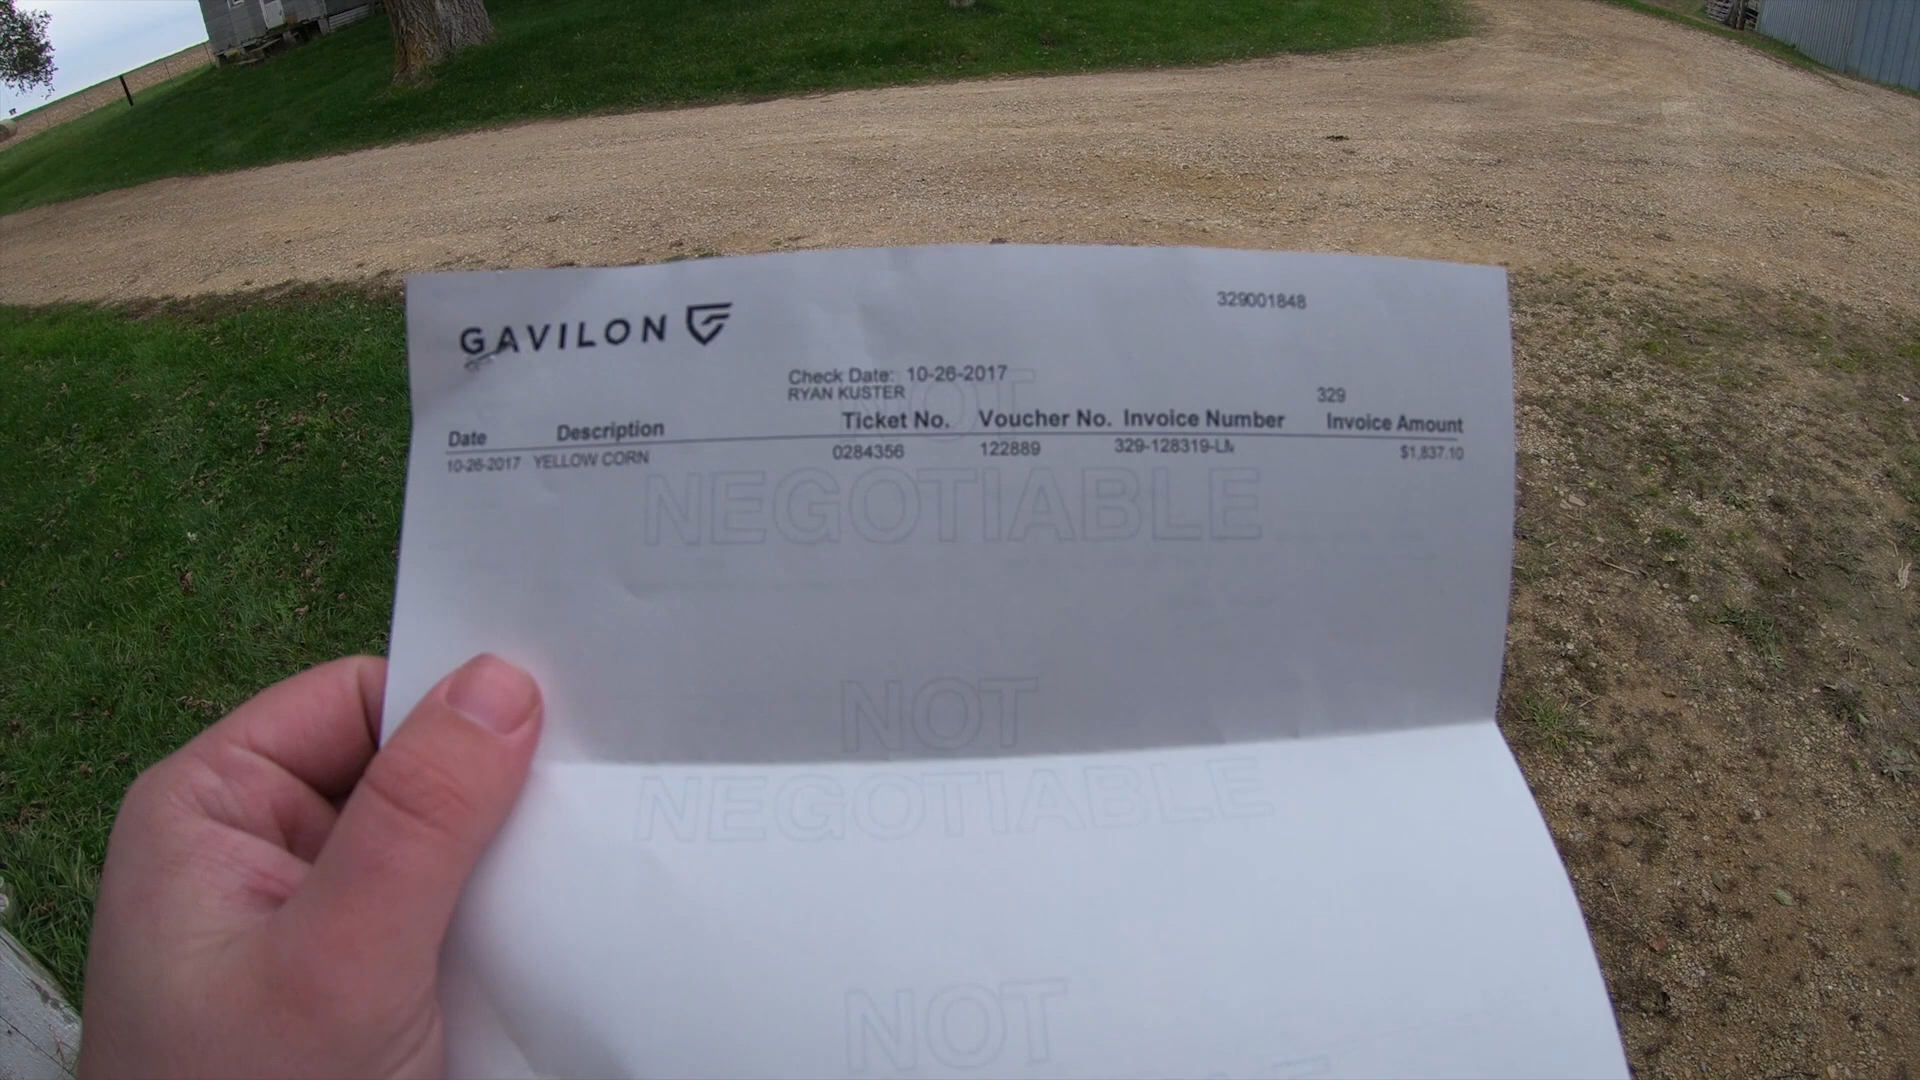 329001848
GAVILON
Check Date: 10-26-2017
RYAN KUSTER 329
Date Description Ticket No. Voucher No. Invoice Number Invoice Amount
10-26-2017 YELLOW CORN 0284356 122889 329-128319-LM $1,837.10
NOT
NEGOTIABLE
NOT
NEGOTIABLE
NOT